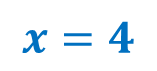 x = 4